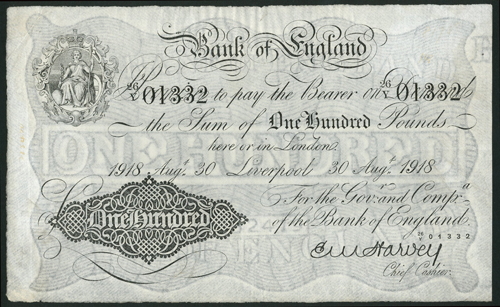 Bank of England
26/Y 01332 to pay the Bearer on Demand 26/Y 01332
the Sum of One Hundred Pounds
here or in London.
1918 Augt. 30 Liverpool 30 Augt. 1918
For the Govr. and Compa.
One Hundred
of the Bank of England.
26/Y 01332
E M Harvey
Chief Cashier.
ONE HUNDRED